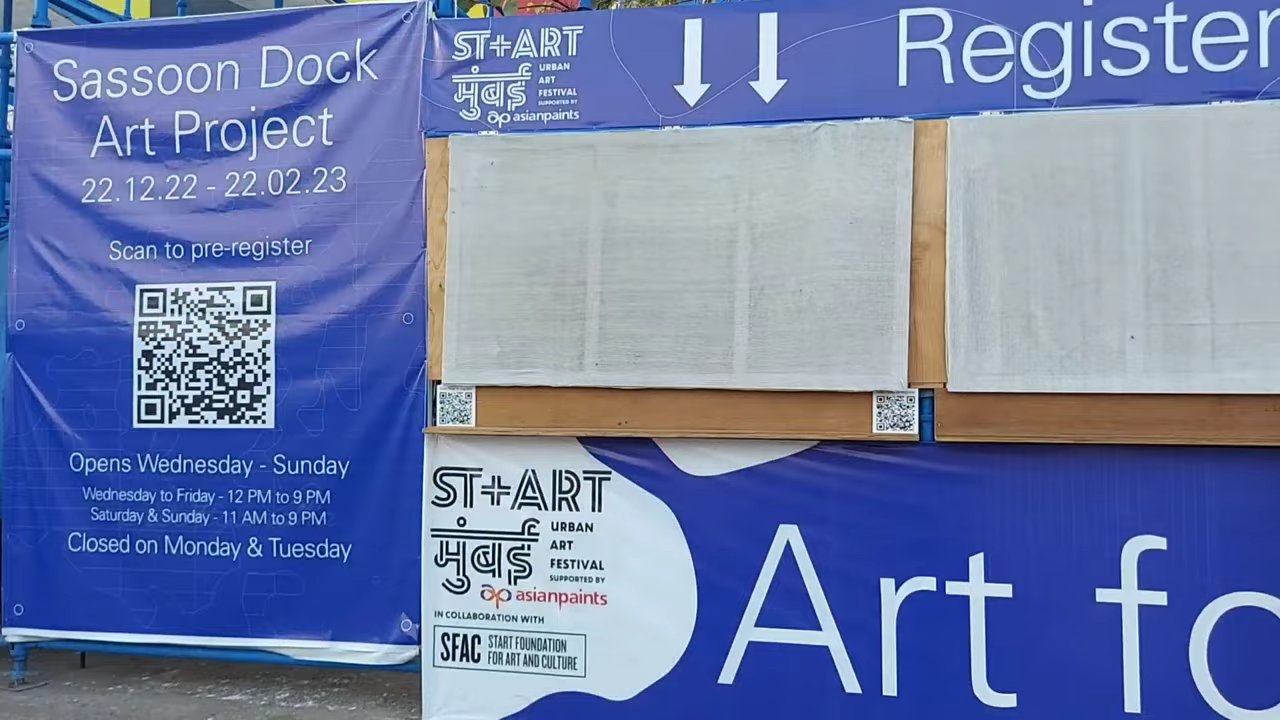 Sassoon Dock
Art Project
22.12.22 - 22.02.23
Scan to pre-register
Opens Wednesday - Sunday
Wednesday to Friday - 12 PM to 9 PM
Saturday & Sunday - 11 AM to 9 PM
Closed on Monday & Tuesday
ST+ART
मुंबई
URBAN
ART
FESTIVAL
SUPPORTED BY
asianpaints
Register
ST+ART
मुंबई
URBAN
ART
FESTIVAL
SUPPORTED BY
asianpaints
IN COLLABORATION WITH
SFAC START FOUNDATION
FOR ART AND CULTURE
Art fo